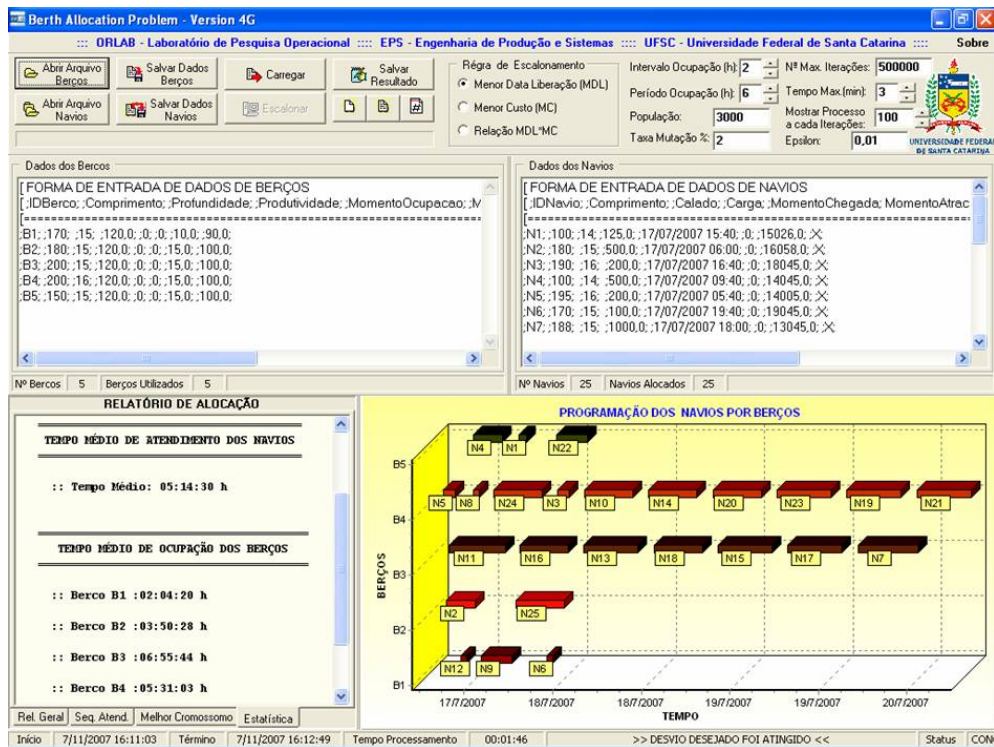 Berth Allocation Problem - Version 4G
:::: ORLAB - Laboratório de Pesquisa Operacional :::: EPS - Engenharia de Produção e Sistemas :::: UFSC - Universidade Federal de Santa Catarina ::::
Sobre
Abrir Arquivo Berços
Salvar Dados Berços
Carregar
Salvar Resultado
Abrir Arquivo Navios
Salvar Dados Navios
Escalonar
Régra de Escalonamento
Menor Data Liberação (MDL)
Menor Custo (MC)
Relação MDL*MC
Intervalo Ocupação (h): 2
Nª Max. Iterações: 500000
Período Ocupação (h): 6
Tempo Max.(min): 3
População: 3000
Mostrar Processo a cada Iterações: 100
Taxa Mutação %: 2
Epsilon: 0,01
UNIVERSIDADE FEDERAL
DE SANTA CATARINA
Dados dos Bercos
[ FORMA DE ENTRADA DE DADOS DE BERÇOS
[ ;IDBerco; ;Comprimento; ;Profundidade; ;Produtividade; ;MomentoOcupacao; ;M
[==================================================
;B1; ;170; ;15; ;120,0; ;0; ;0; ;10,0; ;90,0;
;B2; ;180; ;15; ;120,0; ;0; ;0; ;15,0; ;100,0;
;B3; ;200; ;15; ;120,0; ;0; ;0; ;15,0; ;100,0;
;B4; ;200; ;16; ;120,0; ;0; ;0; ;15,0; ;100,0;
;B5; ;150; ;15; ;120,0; ;0; ;0; ;15,0; ;100,0;
Nº Bercos 5 Berços Utilizados 5
Dados dos Navios
[ FORMA DE ENTRADA DE DADOS DE NAVIOS
[ ;IDNavio; ;Comprimento; ;Calado; ;Carga; ;MomentoChegada; MomentoAtrac
[==================================================
;N1; ;100; ;14; ;125,0; ;17/07/2007 15:40; ;0; ;15026,0; ;X;
;N2; ;180; ;15; ;500,0; ;17/07/2007 06:00; ;0; ;16058,0; ;X;
;N3; ;190; ;16; ;200,0; ;17/07/2007 16:40; ;0; ;18045,0; ;X;
;N4; ;100; ;14; ;500,0; ;17/07/2007 09:40; ;0; ;14045,0; ;X;
;N5; ;195; ;16; ;200,0; ;17/07/2007 05:40; ;0; ;14005,0; ;X;
;N6; ;170; ;15; ;100,0; ;17/07/2007 19:40; ;0; ;19045,0; ;X;
;N7; ;188; ;15; ;1000,0; ;17/07/2007 18:00; ;0; ;13045,0; ;X;
Nº Navios 25 Navios Alocados 25
RELATÓRIO DE ALOCAÇÃO
TEMPO MÉDIO DE ATENDIMENTO DOS NAVIOS
:: Tempo Médio: 05:14:30 h
TEMPO MÉDIO DE OCUPAÇÃO DOS BERÇOS
:: Berco B1 :02:04:20 h
:: Berco B2 :03:50:28 h
:: Berco B3 :06:55:44 h
:: Berco B4 :05:31:03 h
Rel. Geral Seq. Atend. Melhor Cromossomo Estatística
PROGRAMAÇÃO DOS NAVIOS POR BERÇOS
BERÇOS
B5
N4 N1 N22
B4
N5 N8 N24 N3 N10 N14 N20 N23 N19 N21
B3
N11 N16 N13 N18 N15 N17 N7
B2
N2 N25
B1
N12 N9 N6
17/7/2007 18/7/2007 18/7/2007 19/7/2007 19/7/2007 20/7/2007
TEMPO
Início 7/11/2007 16:11:03 Término 7/11/2007 16:12:49 Tempo Processamento 00:01:46 >> DESVIO DESEJADO FOI ATINGIDO << Status CON